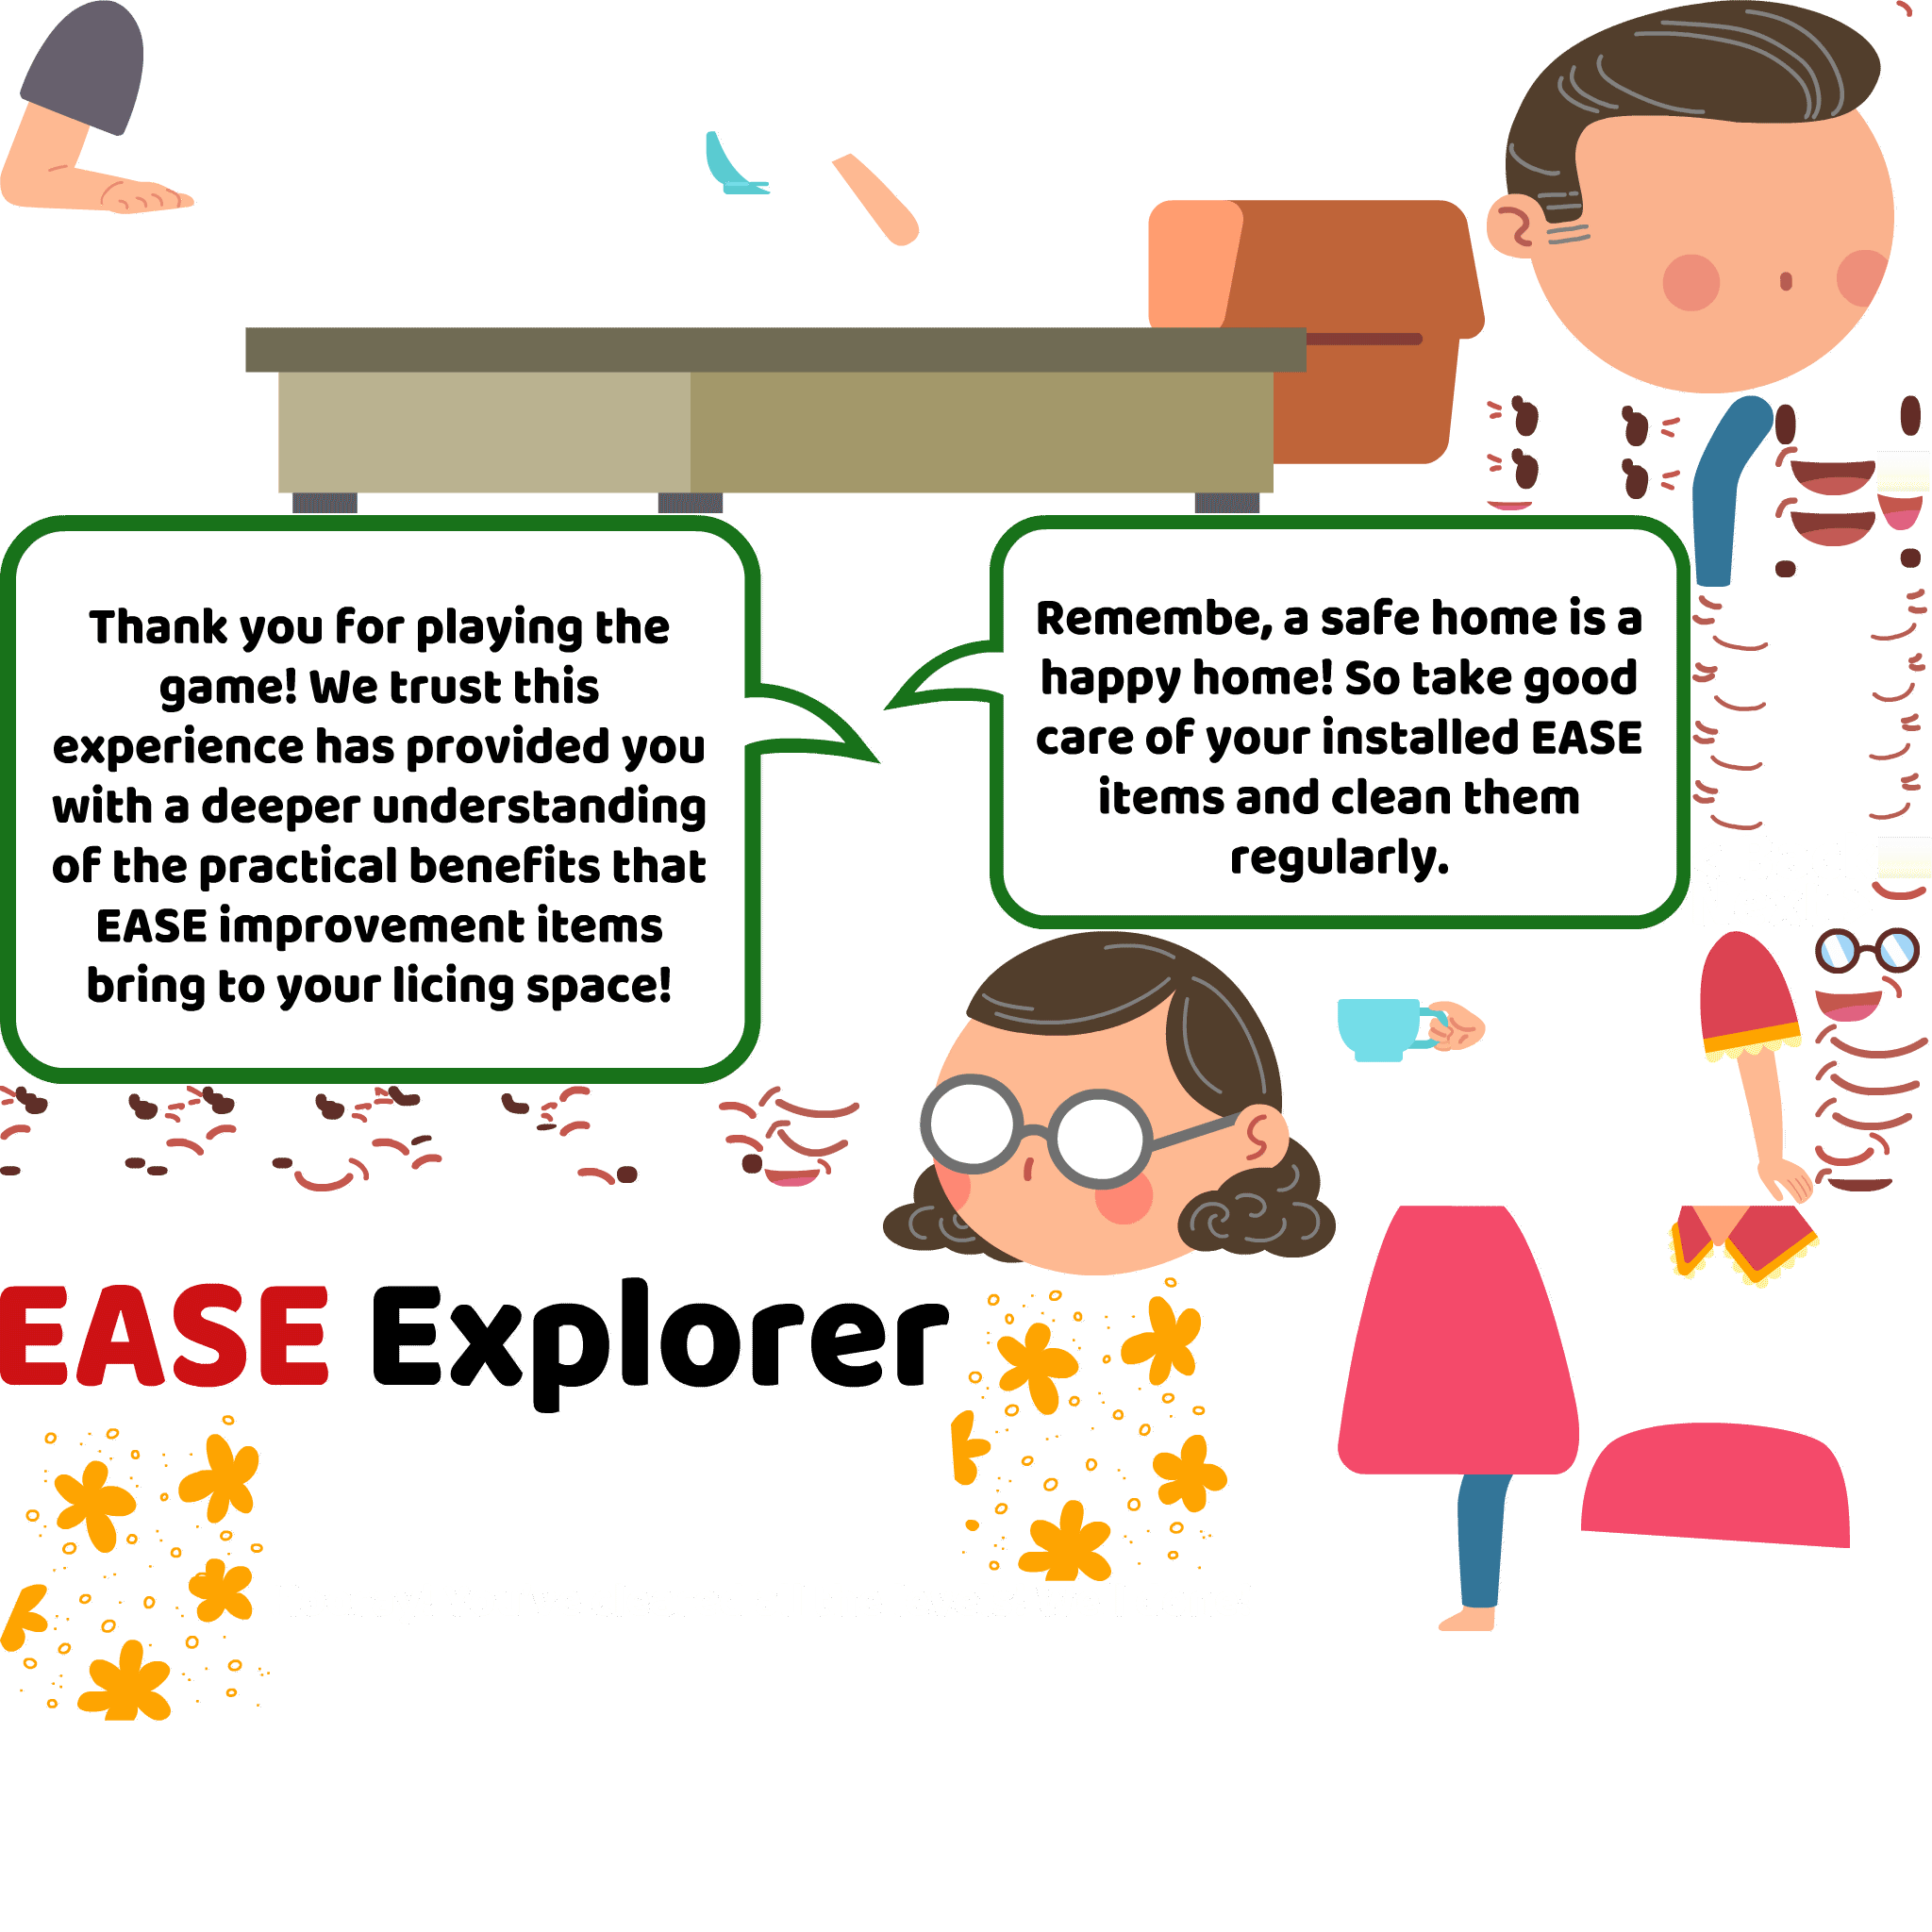 Thank you for playing the
game! We trust this
experience has provided you
with a deeper understanding
of the practical benefits that
EASE improvement items
bring to your licing space!
Remembe, a safe home is a
happy home! So take good
care of your installed EASE
items and clean them
regularly.
EASE Explorer